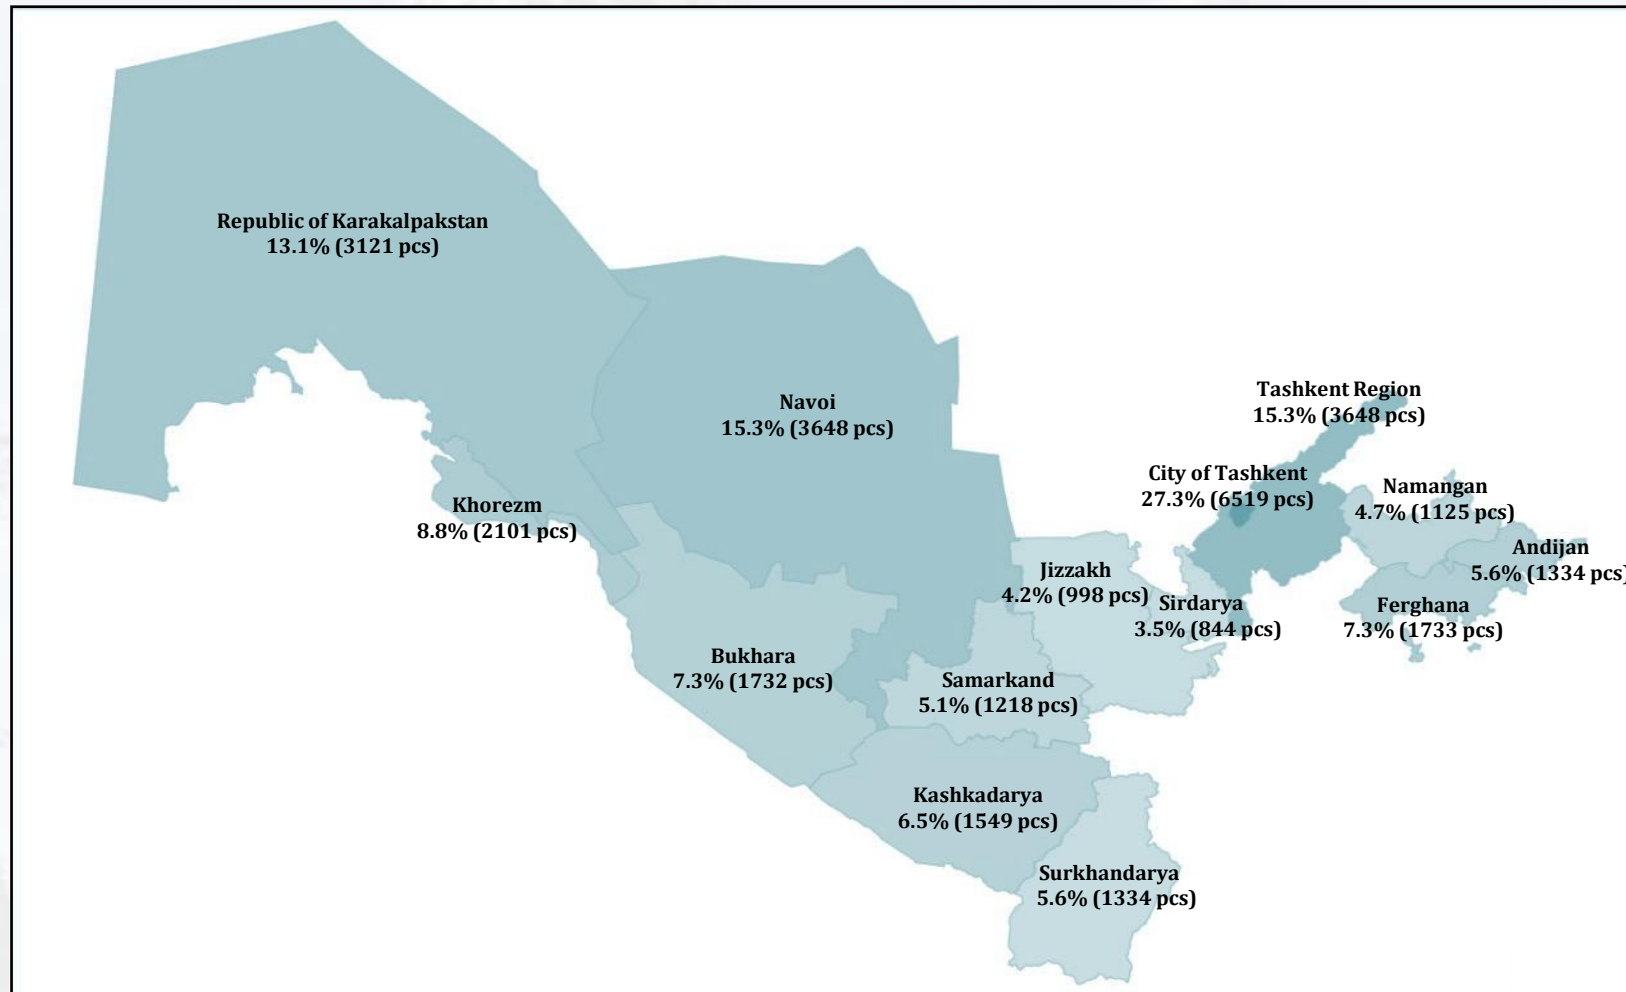 Republic of Karakalpakstan
13.1% (3121 pcs)
Navoi
15.3% (3648 pcs)
Tashkent Region
15.3% (3648 pcs)
City of Tashkent
27.3% (6519 pcs)
Namangan
4.7% (1125 pcs)
Khorezm
8.8% (2101 pcs)
Andijan
5.6% (1334 pcs)
Jizzakh
4.2% (998 pcs)
Sirdarya
3.5% (844 pcs)
Ferghana
7.3% (1733 pcs)
Bukhara
7.3% (1732 pcs)
Samarkand
5.1% (1218 pcs)
Kashkadarya
6.5% (1549 pcs)
Surkhandarya
5.6% (1334 pcs)